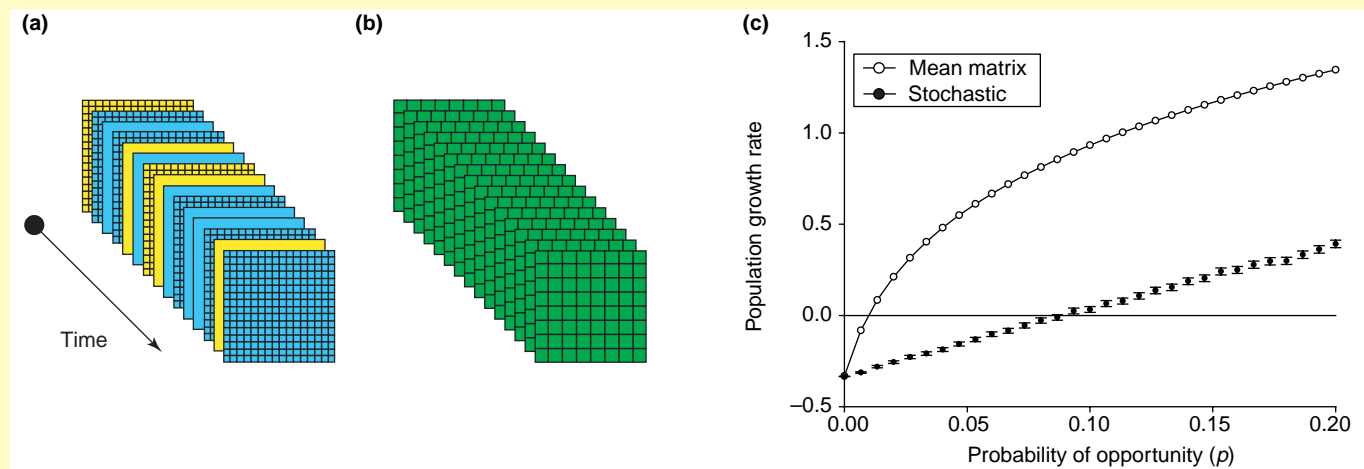 (a)
Time
(b)
(c)
Population growth rate
1.5
1.0
0.5
0.0
–0.5
Mean matrix
Stochastic
0.00 0.05 0.10 0.15 0.20
Probability of opportunity (p)